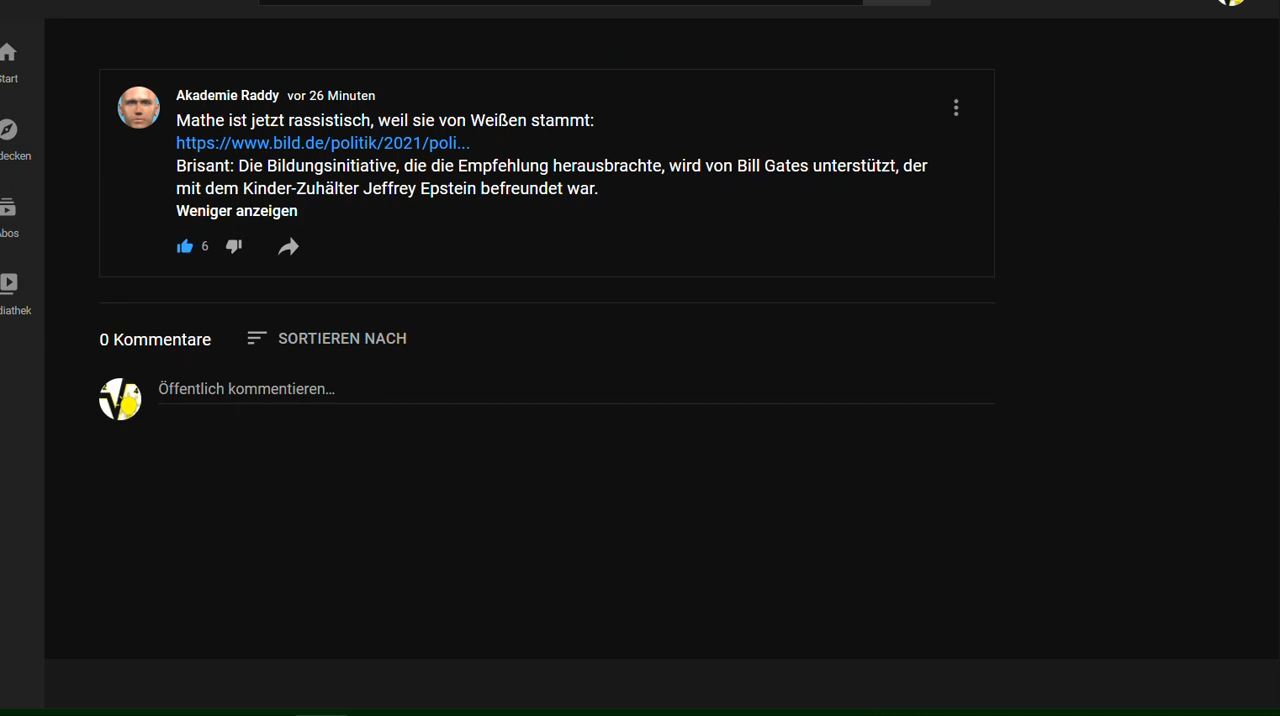 Start
Akademie Raddy vor 26 Minuten
Mathe ist jetzt rassistisch, weil sie von Weißen stammt:
https://www.bild.de/politik/2021/poli...
Brisant: Die Bildungsinitiative, die die Empfehlung herausbrachte, wird von Bill Gates unterstützt, der
mit dem Kinder-Zuhälter Jeffrey Epstein befreundet war.
Weniger anzeigen
6
decken
Abos
diathek
0 Kommentare SORTIEREN NACH
Öffentlich kommentieren...